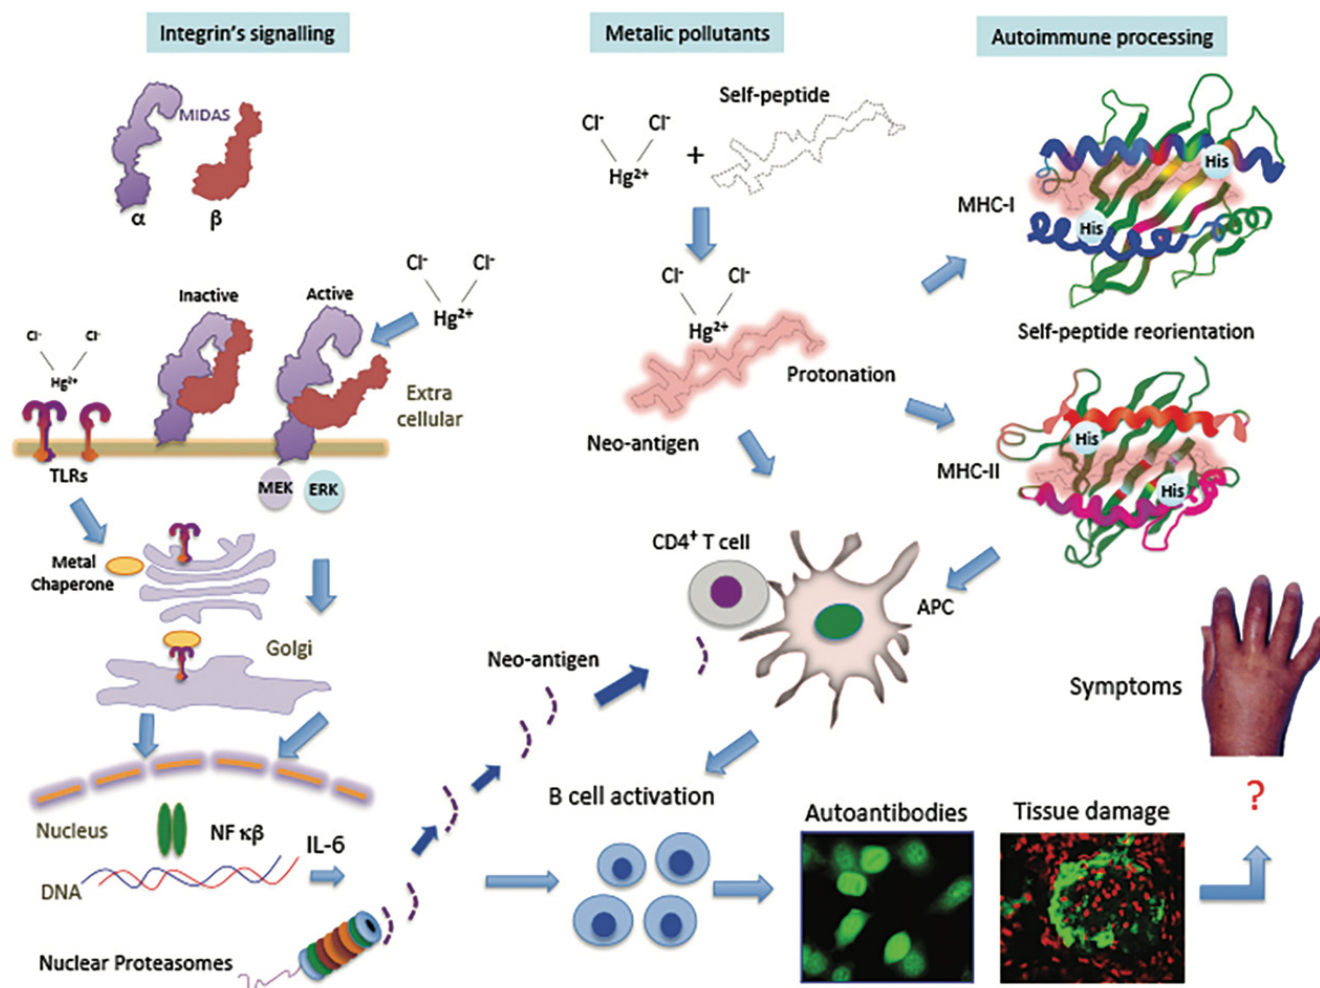 Integrin's signalling
Metalic pollutants
Autoimmune processing
MIDAS
α
β
Cl⁻
Cl⁻
Hg²⁺
+
Self-peptide
MHC-I
His
His
Cl⁻
Cl⁻
Hg²⁺
Inactive
Active
Cl⁻
Cl⁻
Hg²⁺
Extra
cellular
Cl⁻
Cl⁻
Hg²⁺
Protonation
Neo-antigen
Self-peptide reorientation
MHC-II
His
His
TLRs
MEK
ERK
Metal
Chaperone
Golgi
CD4⁺ T cell
APC
Neo-antigen
Symptoms
Nucleus
NF κβ
IL-6
DNA
Nuclear Proteasomes
B cell activation
Autoantibodies
Tissue damage
?